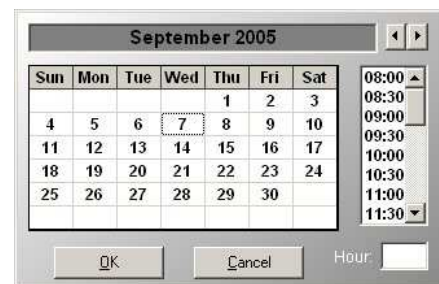 September 2005
Sun Mon Tue Wed Thu Fri Sat
1 2 3
4 5 6 7 8 9 10
11 12 13 14 15 16 17
18 19 20 21 22 23 24
25 26 27 28 29 30
08:00
08:30
09:00
09:30
10:00
10:30
11:00
11:30
OK Cancel Hour: